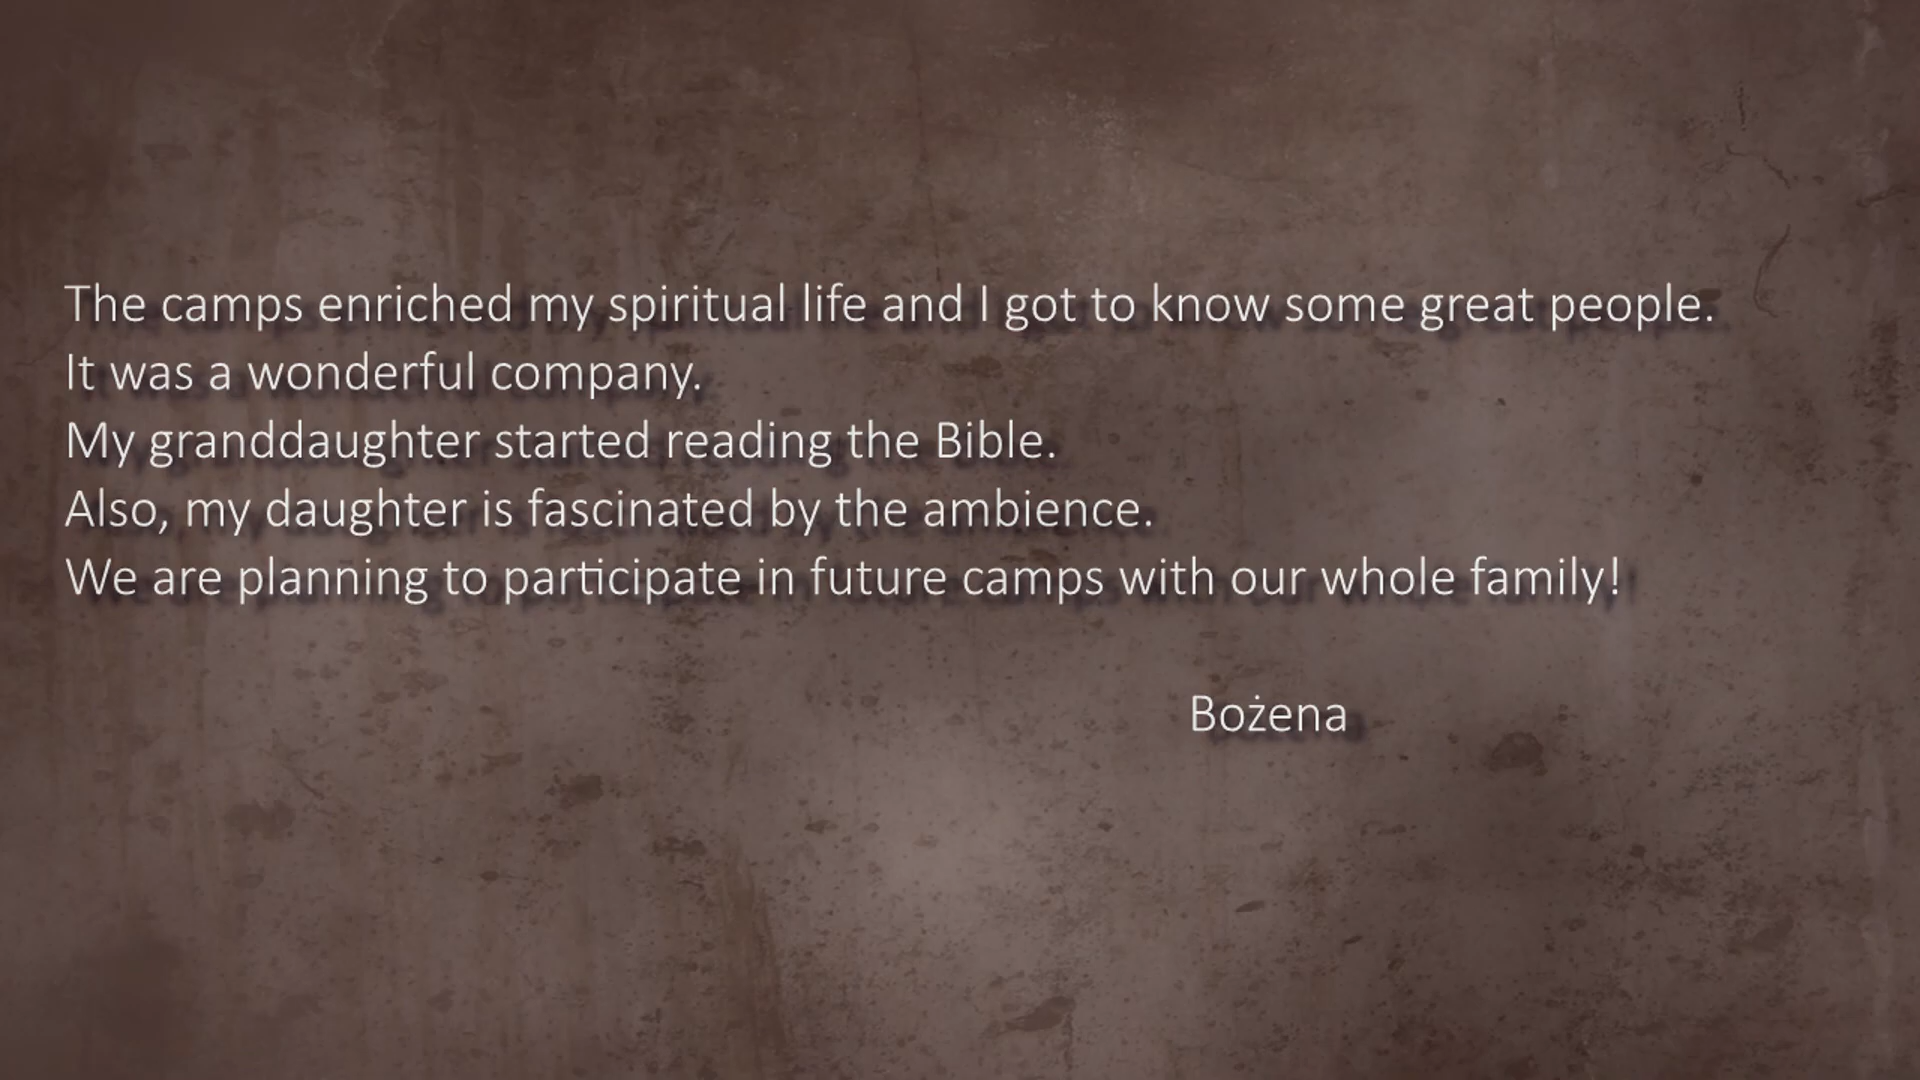 The camps enriched my spiritual life and I got to know some great people.
It was a wonderful company.
My granddaughter started reading the Bible.
Also, my daughter is fascinated by the ambience.
We are planning to participate in future camps with our whole family!
Bożena